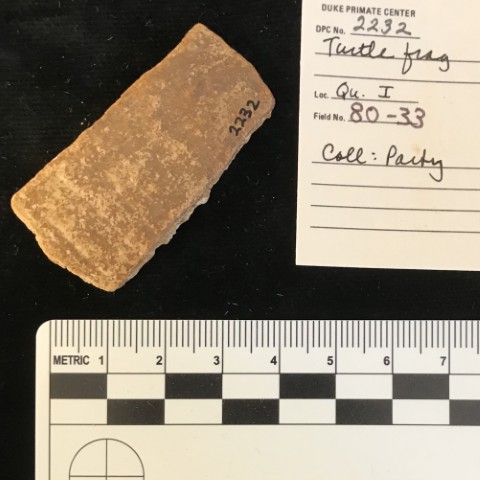 DUKE PRIMATE CENTER
DPC No. 2232
Turtle frag
Loc. Qu. I
Field No. 80-33
Coll: Party
2232
METRIC 1 2 3 4 5 6 7